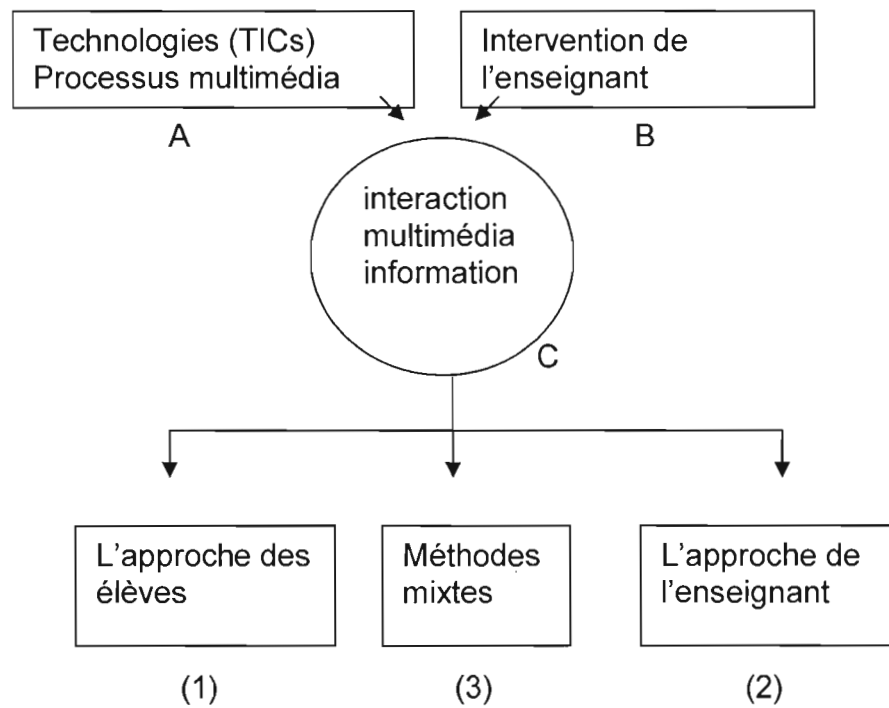 Technologies (TICs)
Processus multimédia
Intervention de
l'enseignant
A
B
interaction
multimédia
information
C
L'approche des
élèves
Méthodes
mixtes
L'approche de
l'enseignant
(1)
(3)
(2)